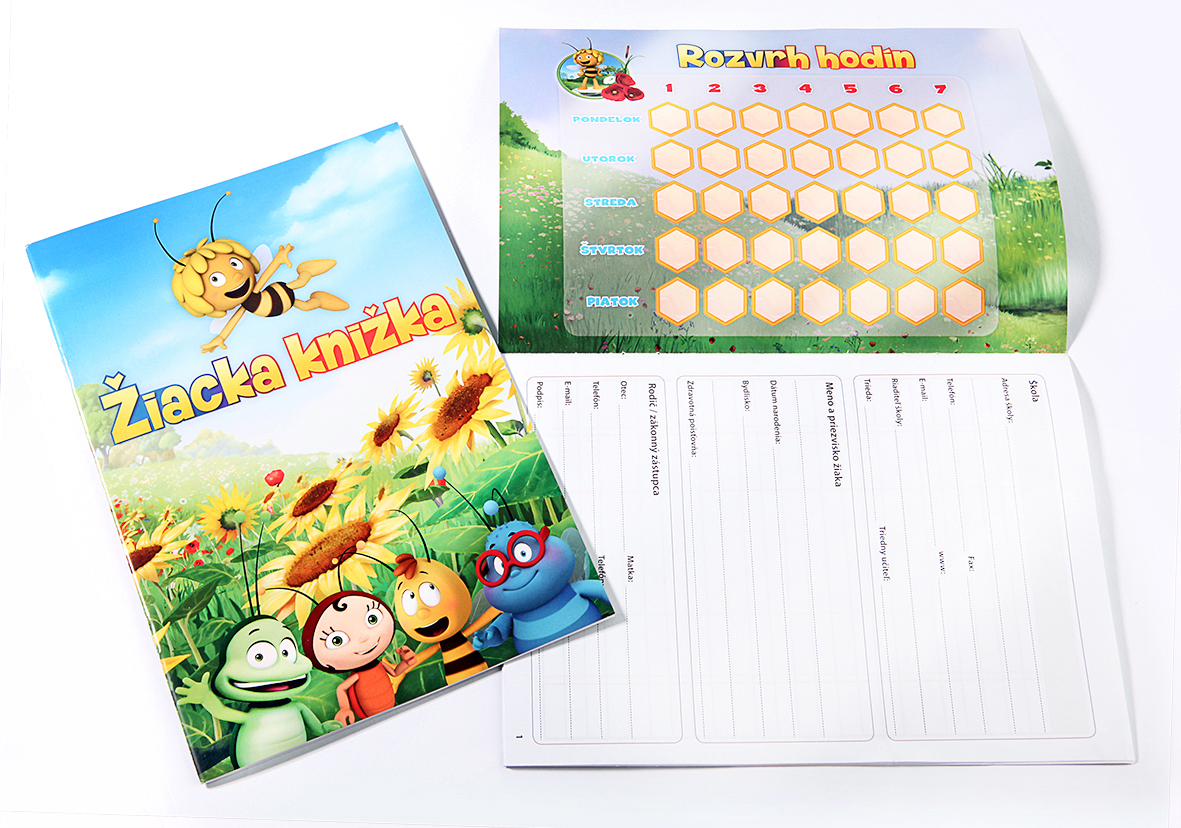 Žiacka knižka
Rozvrh hodín
1 2 3 4 5 6 7
PONDELOK
UTOROK
STREDA
ŠTVRTOK
PIATOK
Škola
Adresa školy:
Telefón: Fax:
E-mail: www:
Riaditeľ školy:
Trieda: Triedny učiteľ:
Meno a priezvisko žiaka
Dátum narodenia:
Bydlisko:
Zdravotná poisťovňa:
Rodič / zákonný zástupca
Otec: Matka:
Telefón: Telefón:
E-mail:
Podpis:
1